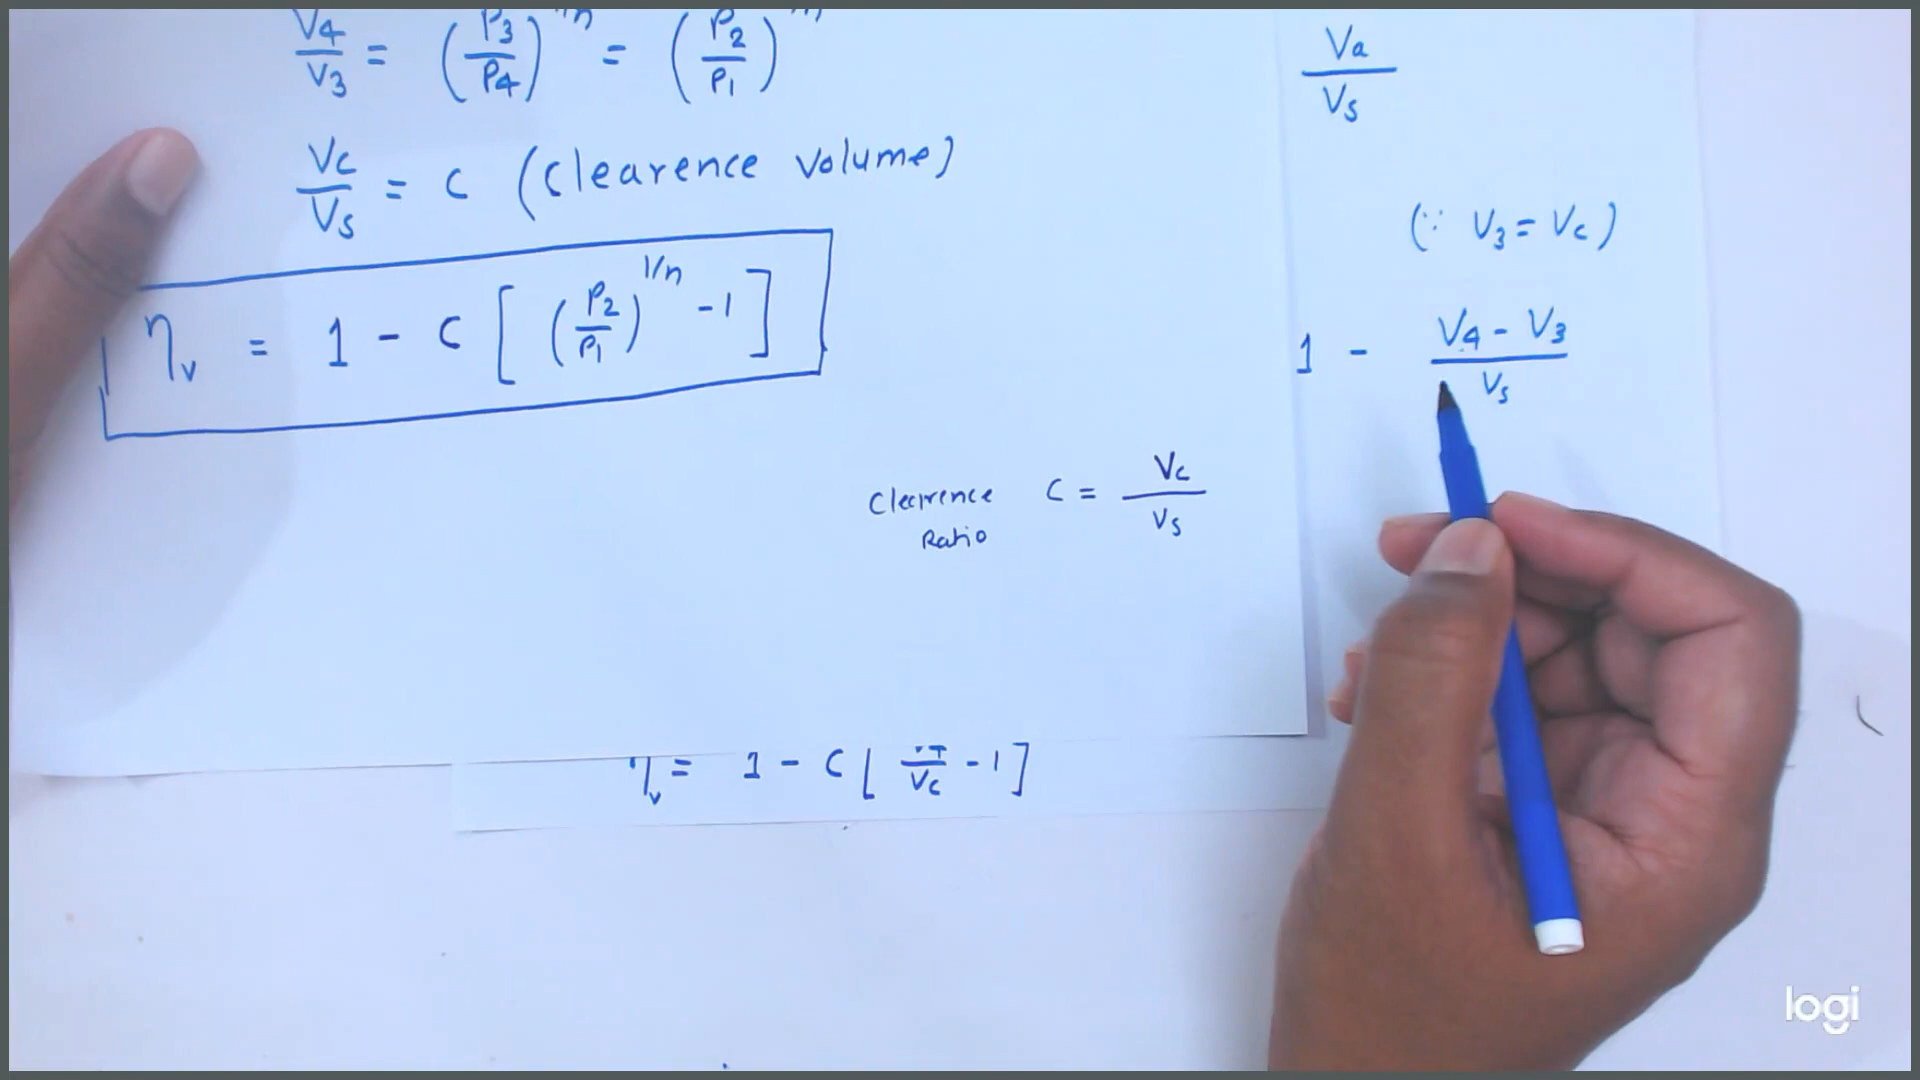 V4/V3 = (P3/P4)^1/n = (P2/P1)^1/n
Vc/Vs = C (Clearence Volume)
ηv = 1 - C [(P2/P1)^1/n - 1]
Clearence Ratio C = Vc/Vs
ηv = 1 - C [ /Vc - 1]
Va/Vs
(∵ V3 = Vc)
1 - (V4 - V3)/Vs
logi